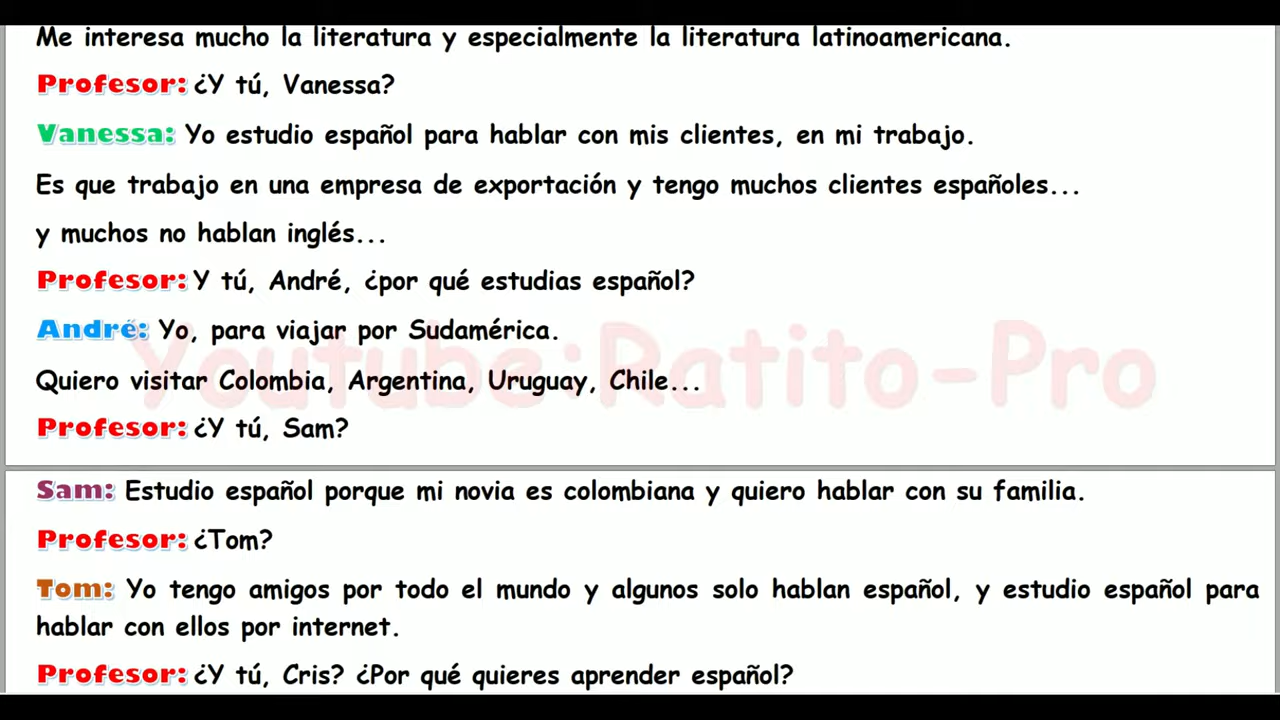 Me interesa mucho la literatura y especialmente la literatura latinoamericana.
Profesor: ¿Y tú, Vanessa?
Vanessa: Yo estudio español para hablar con mis clientes, en mi trabajo.
Es que trabajo en una empresa de exportación y tengo muchos clientes españoles...
y muchos no hablan inglés...
Profesor: Y tú, André, ¿por qué estudias español?
André: Yo, para viajar por Sudamérica.
Youtube:Ratito-Pro
Quiero visitar Colombia, Argentina, Uruguay, Chile...
Profesor: ¿Y tú, Sam?
Sam: Estudio español porque mi novia es colombiana y quiero hablar con su familia.
Profesor: ¿Tom?
Tom: Yo tengo amigos por todo el mundo y algunos solo hablan español, y estudio español para
hablar con ellos por internet.
Profesor: ¿Y tú, Cris? ¿Por qué quieres aprender español?